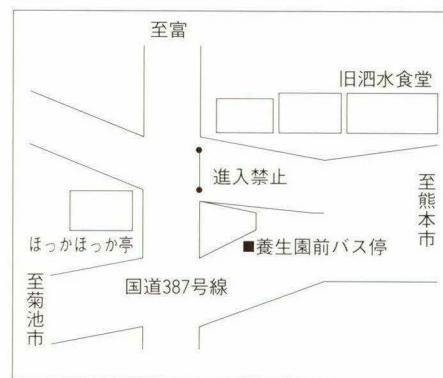 至富
旧泗水食堂
進入禁止
至熊本市
ほっかほっか亭
■養生園前バス停
国道387号線
至菊池市